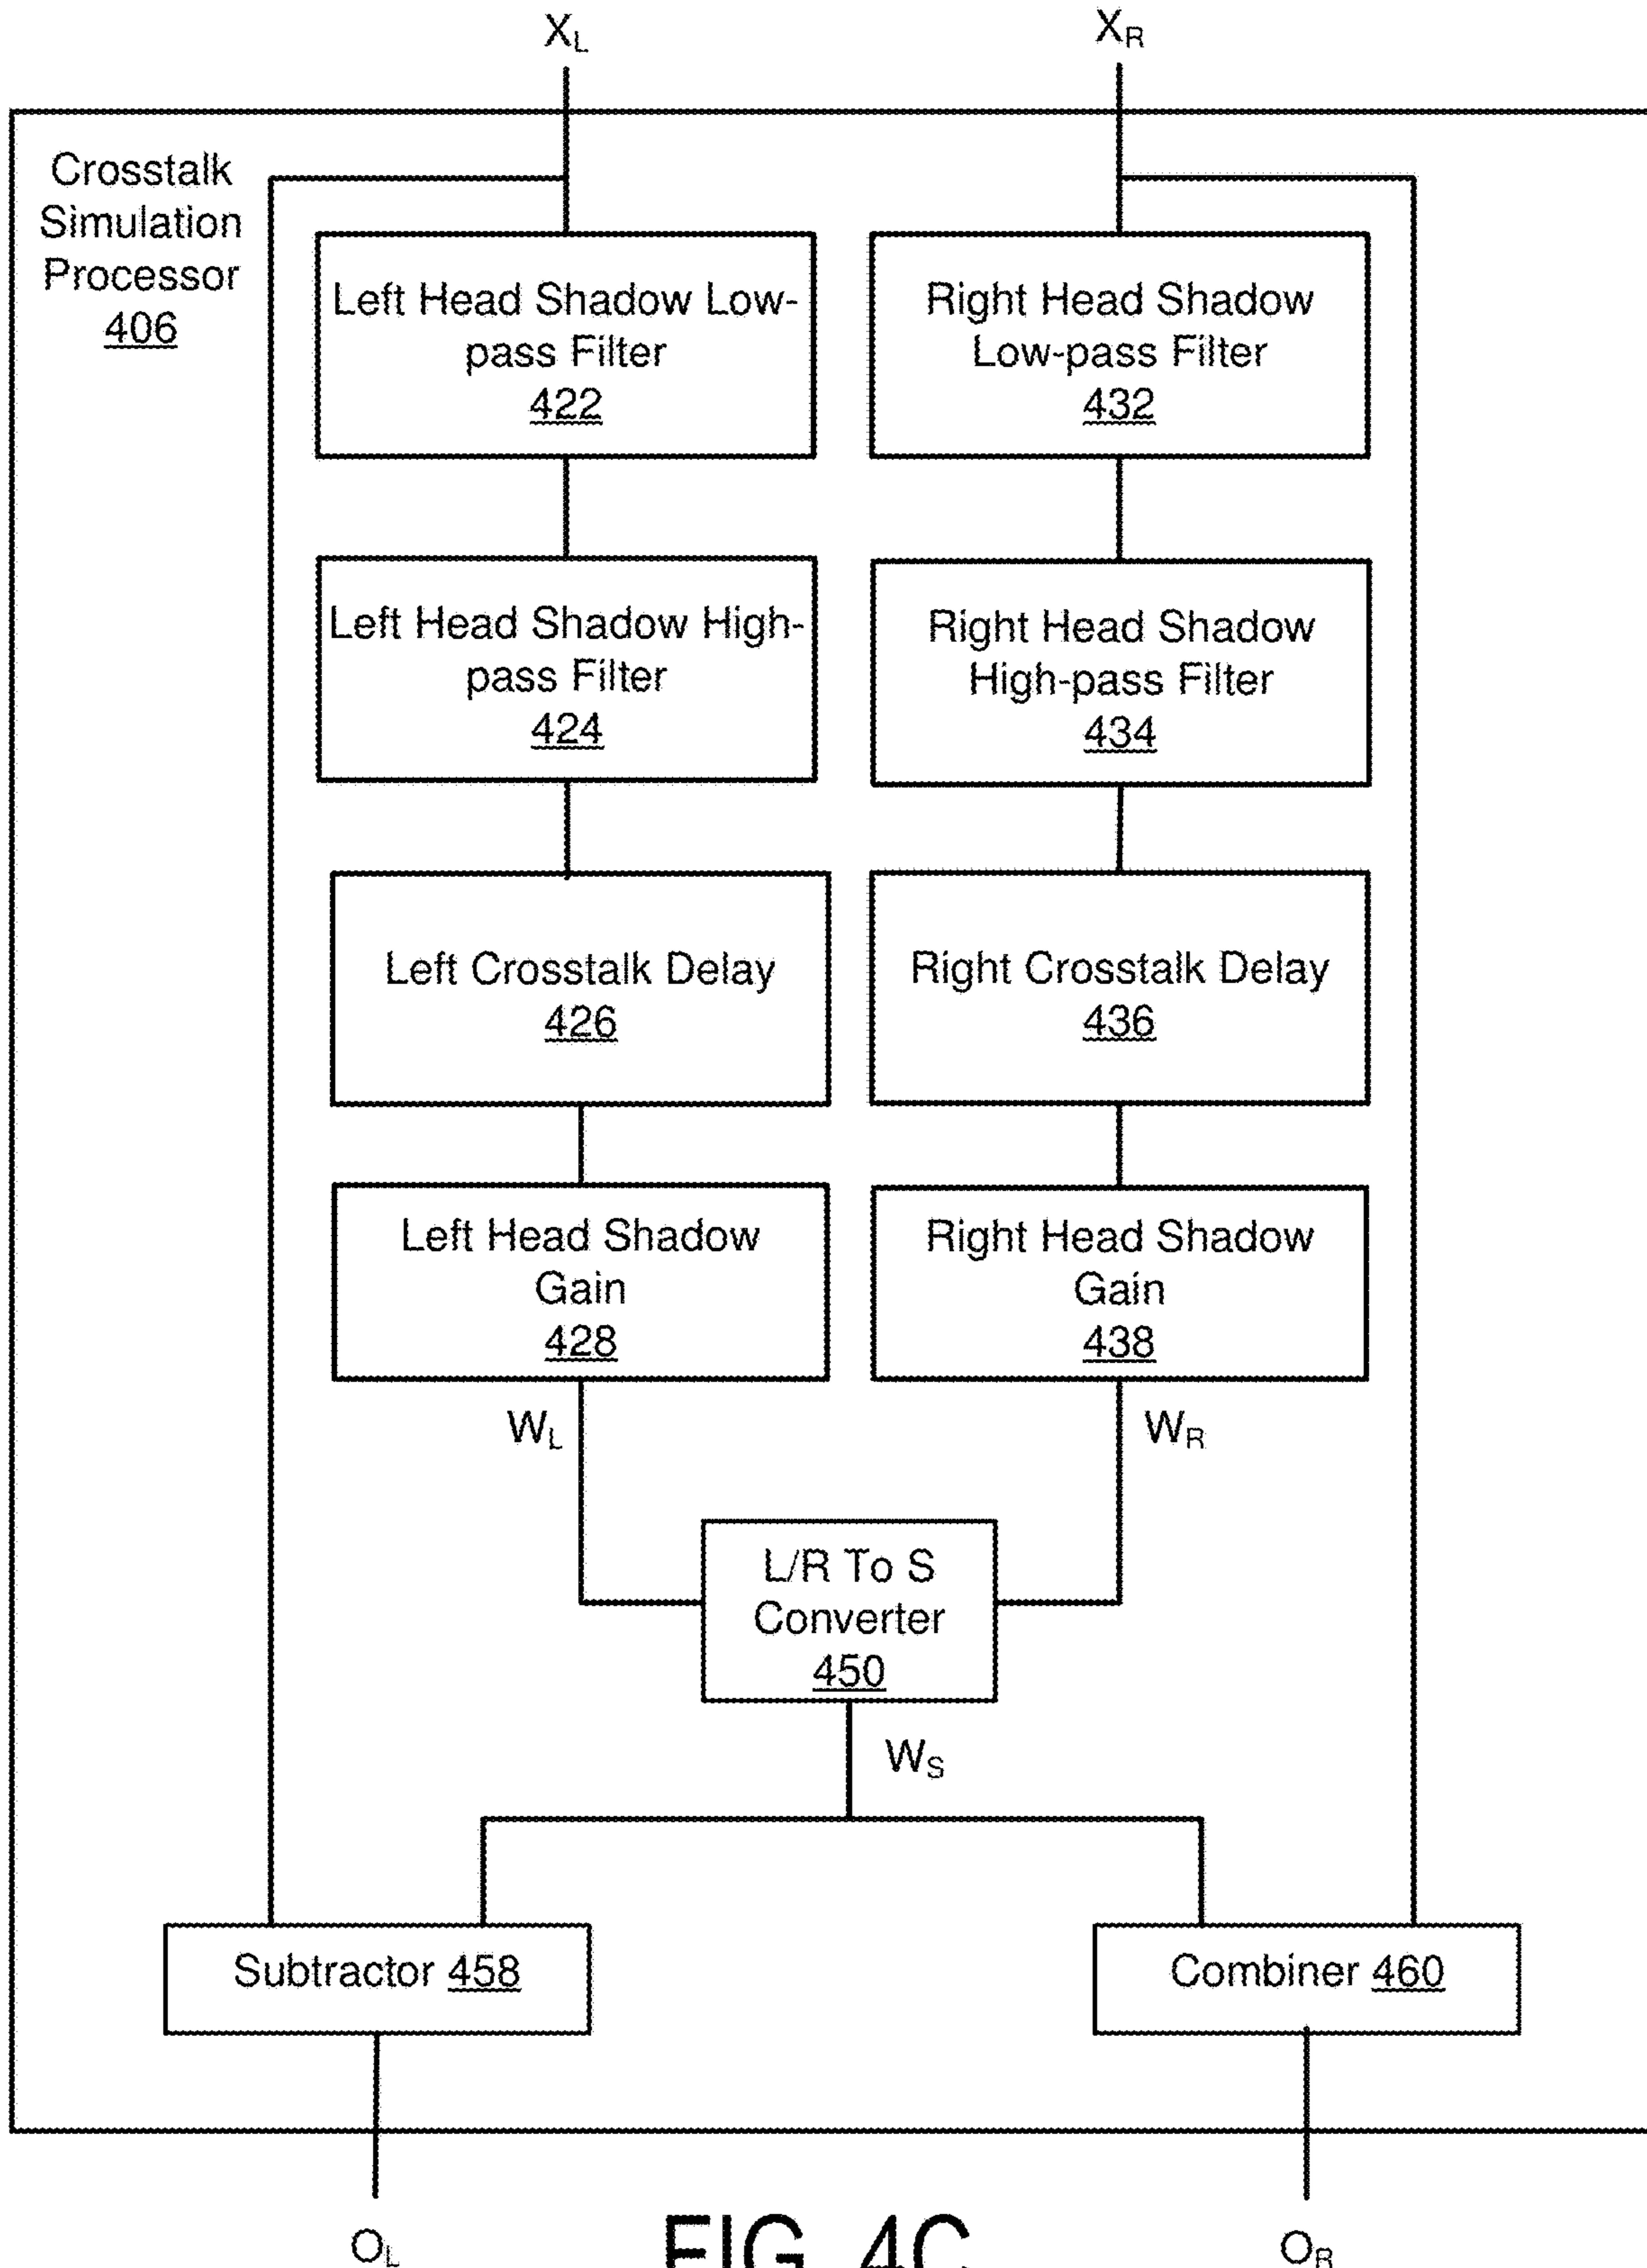 XL
XR
Crosstalk
Simulation
Processor
406
Left Head Shadow Low-
pass Filter
422
Right Head Shadow
Low-pass Filter
432
Left Head Shadow High-
pass Filter
424
Right Head Shadow
High-pass Filter
434
Left Crosstalk Delay
426
Right Crosstalk Delay
436
Left Head Shadow
Gain
428
Right Head Shadow
Gain
438
WL
WR
L/R To S
Converter
450
WS
Subtractor 458
Combiner 460
OL
OR
FIG. 4C